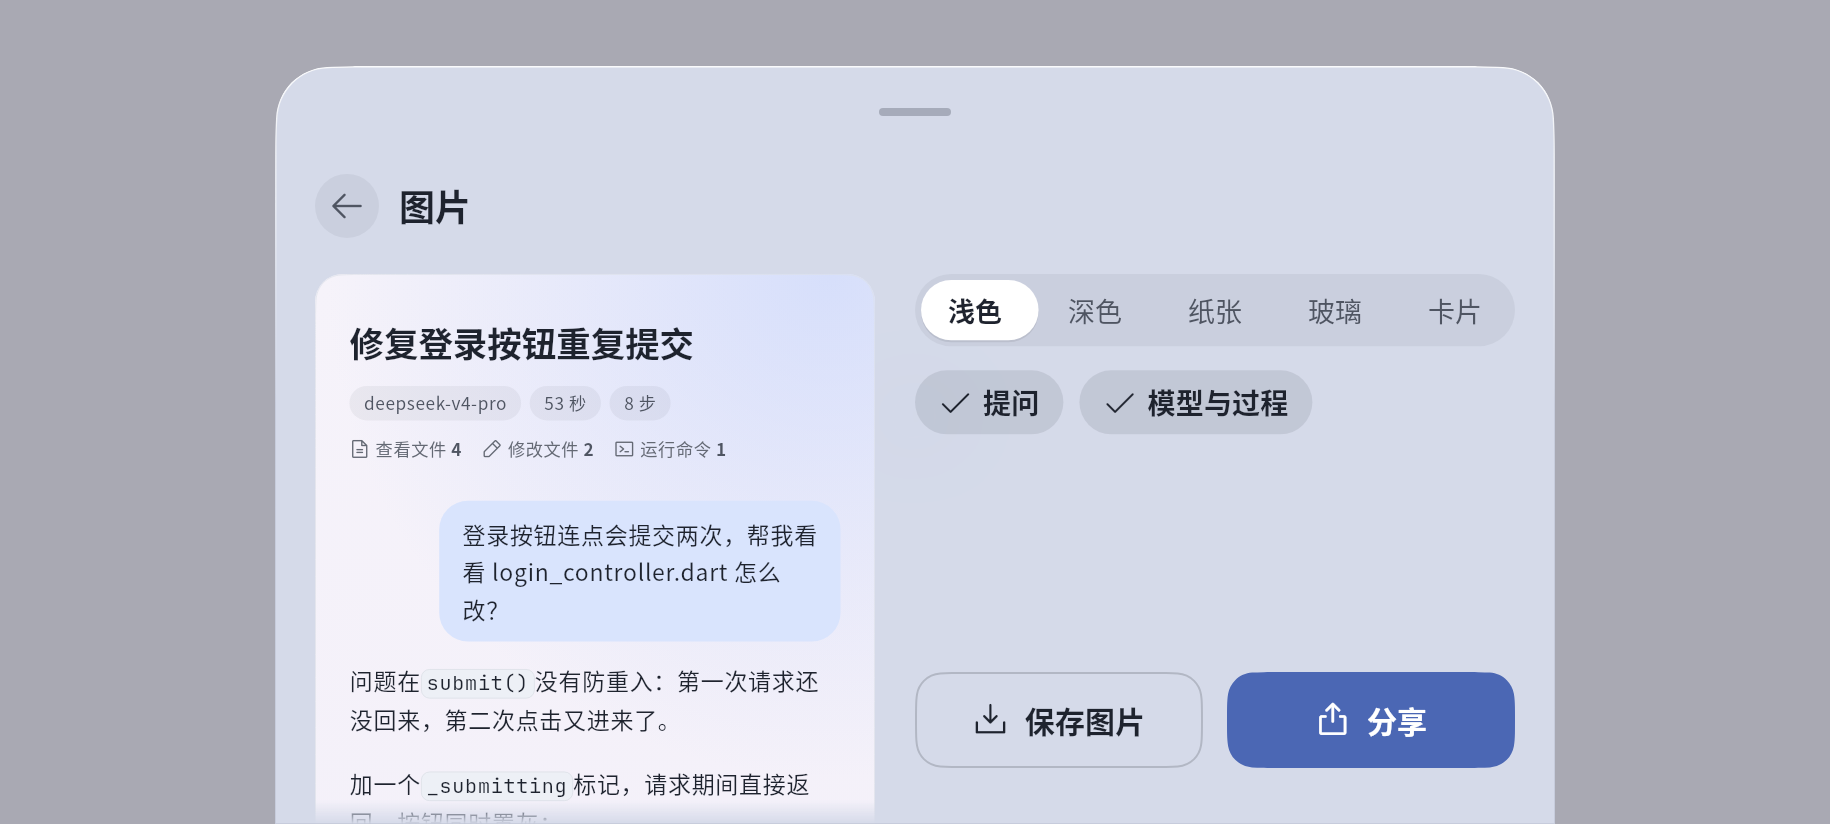 图片
修复登录按钮重复提交
deepseek-v4-pro 53 秒 8 步
查看文件 4 修改文件 2 运行命令 1
登录按钮连点会提交两次，帮我看
看 login_controller.dart 怎么
改？
问题在 submit() 没有防重入：第一次请求还
没回来，第二次点击又进来了。
加一个 _submitting 标记，请求期间直接返
浅色 深色 纸张 玻璃 卡片
提问 模型与过程
保存图片 分享